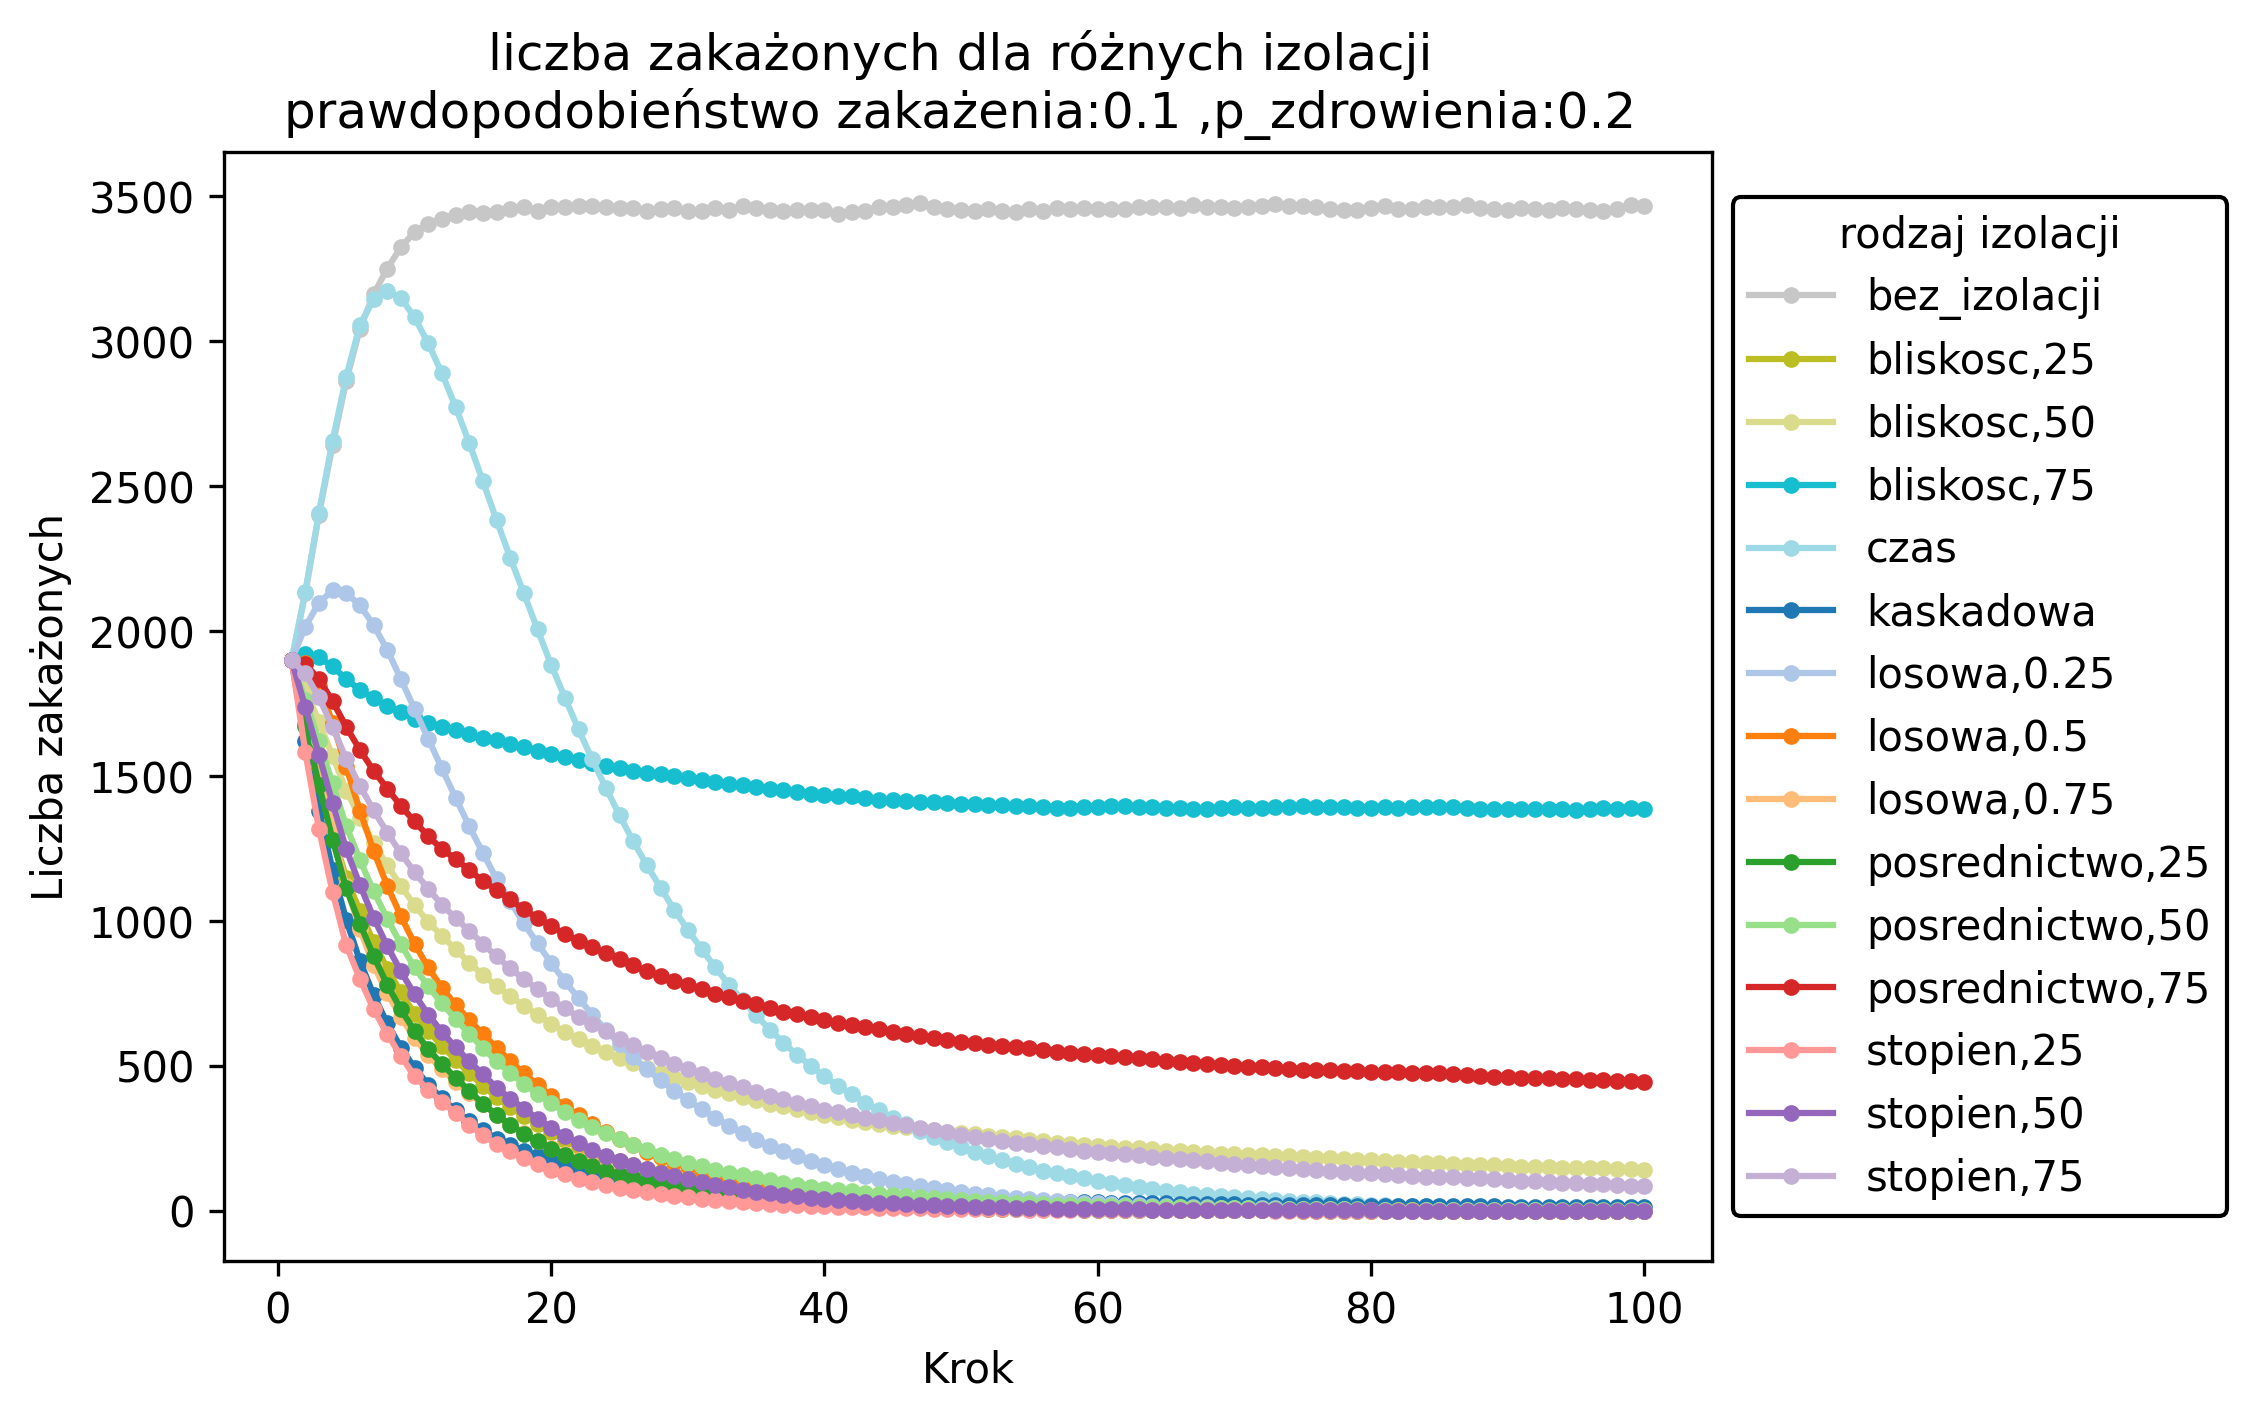 liczba zakażonych dla różnych izolacji
prawdopodobieństwo zakażenia:0.1 ,p_zdrowienia:0.2
Liczba zakażonych
3500
3000
2500
2000
1500
1000
500
0
0 20 40 60 80 100
Krok
rodzaj izolacji
bez_izolacji
bliskosc,25
bliskosc,50
bliskosc,75
czas
kaskadowa
losowa,0.25
losowa,0.5
losowa,0.75
posrednictwo,25
posrednictwo,50
posrednictwo,75
stopien,25
stopien,50
stopien,75